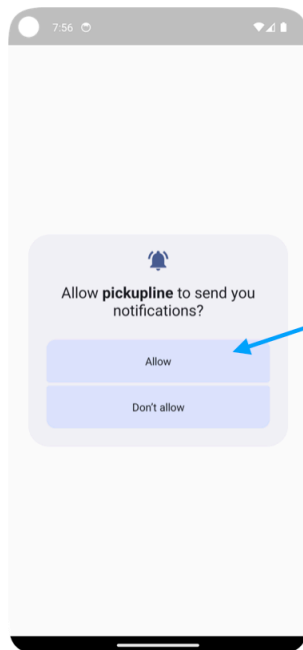 7:56
Allow pickupline to send you
notifications?
Allow
Don't allow